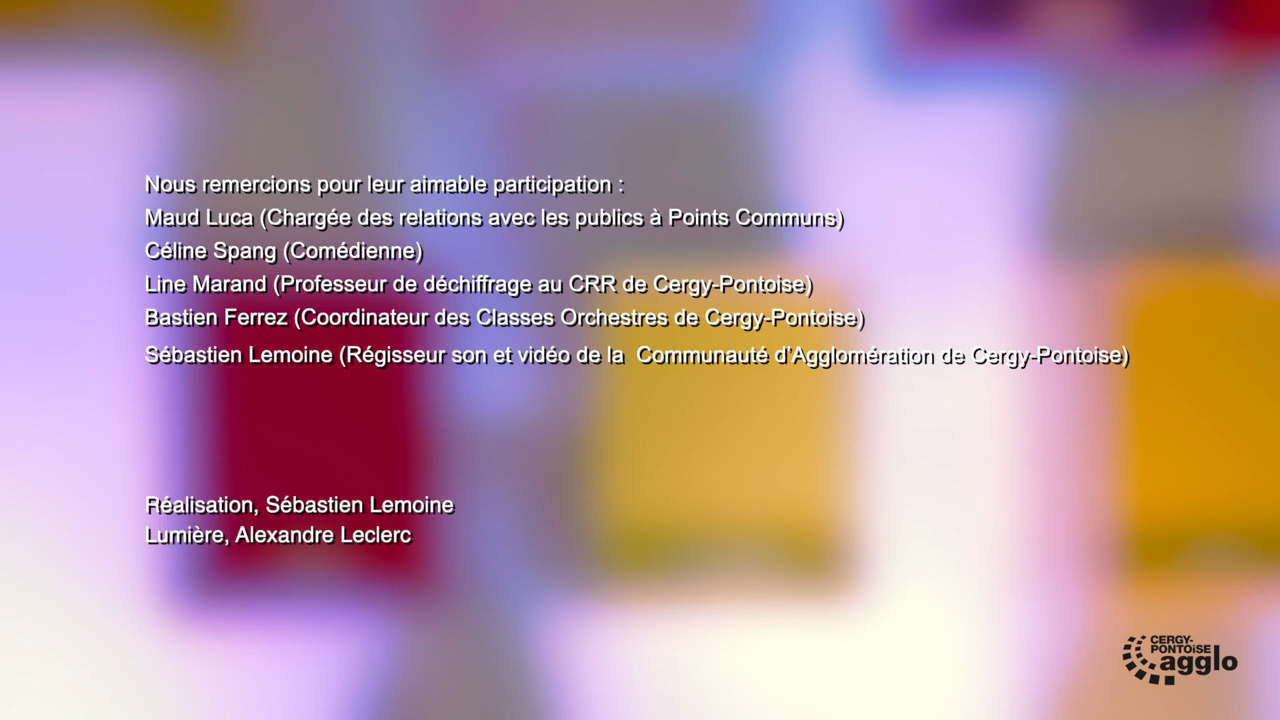 Nous remercions pour leur aimable participation :
Maud Luca (Chargée des relations avec les publics à Points Communs)
Céline Spang (Comédienne)
Line Marand (Professeur de déchiffrage au CRR de Cergy-Pontoise)
Bastien Ferrez (Coordinateur des Classes Orchestres de Cergy-Pontoise)
Sébastien Lemoine (Régisseur son et vidéo de la  Communauté d'Agglomération de Cergy-Pontoise)
Réalisation, Sébastien Lemoine
Lumière, Alexandre Leclerc
CERGY-
PONTOiSE
agglo